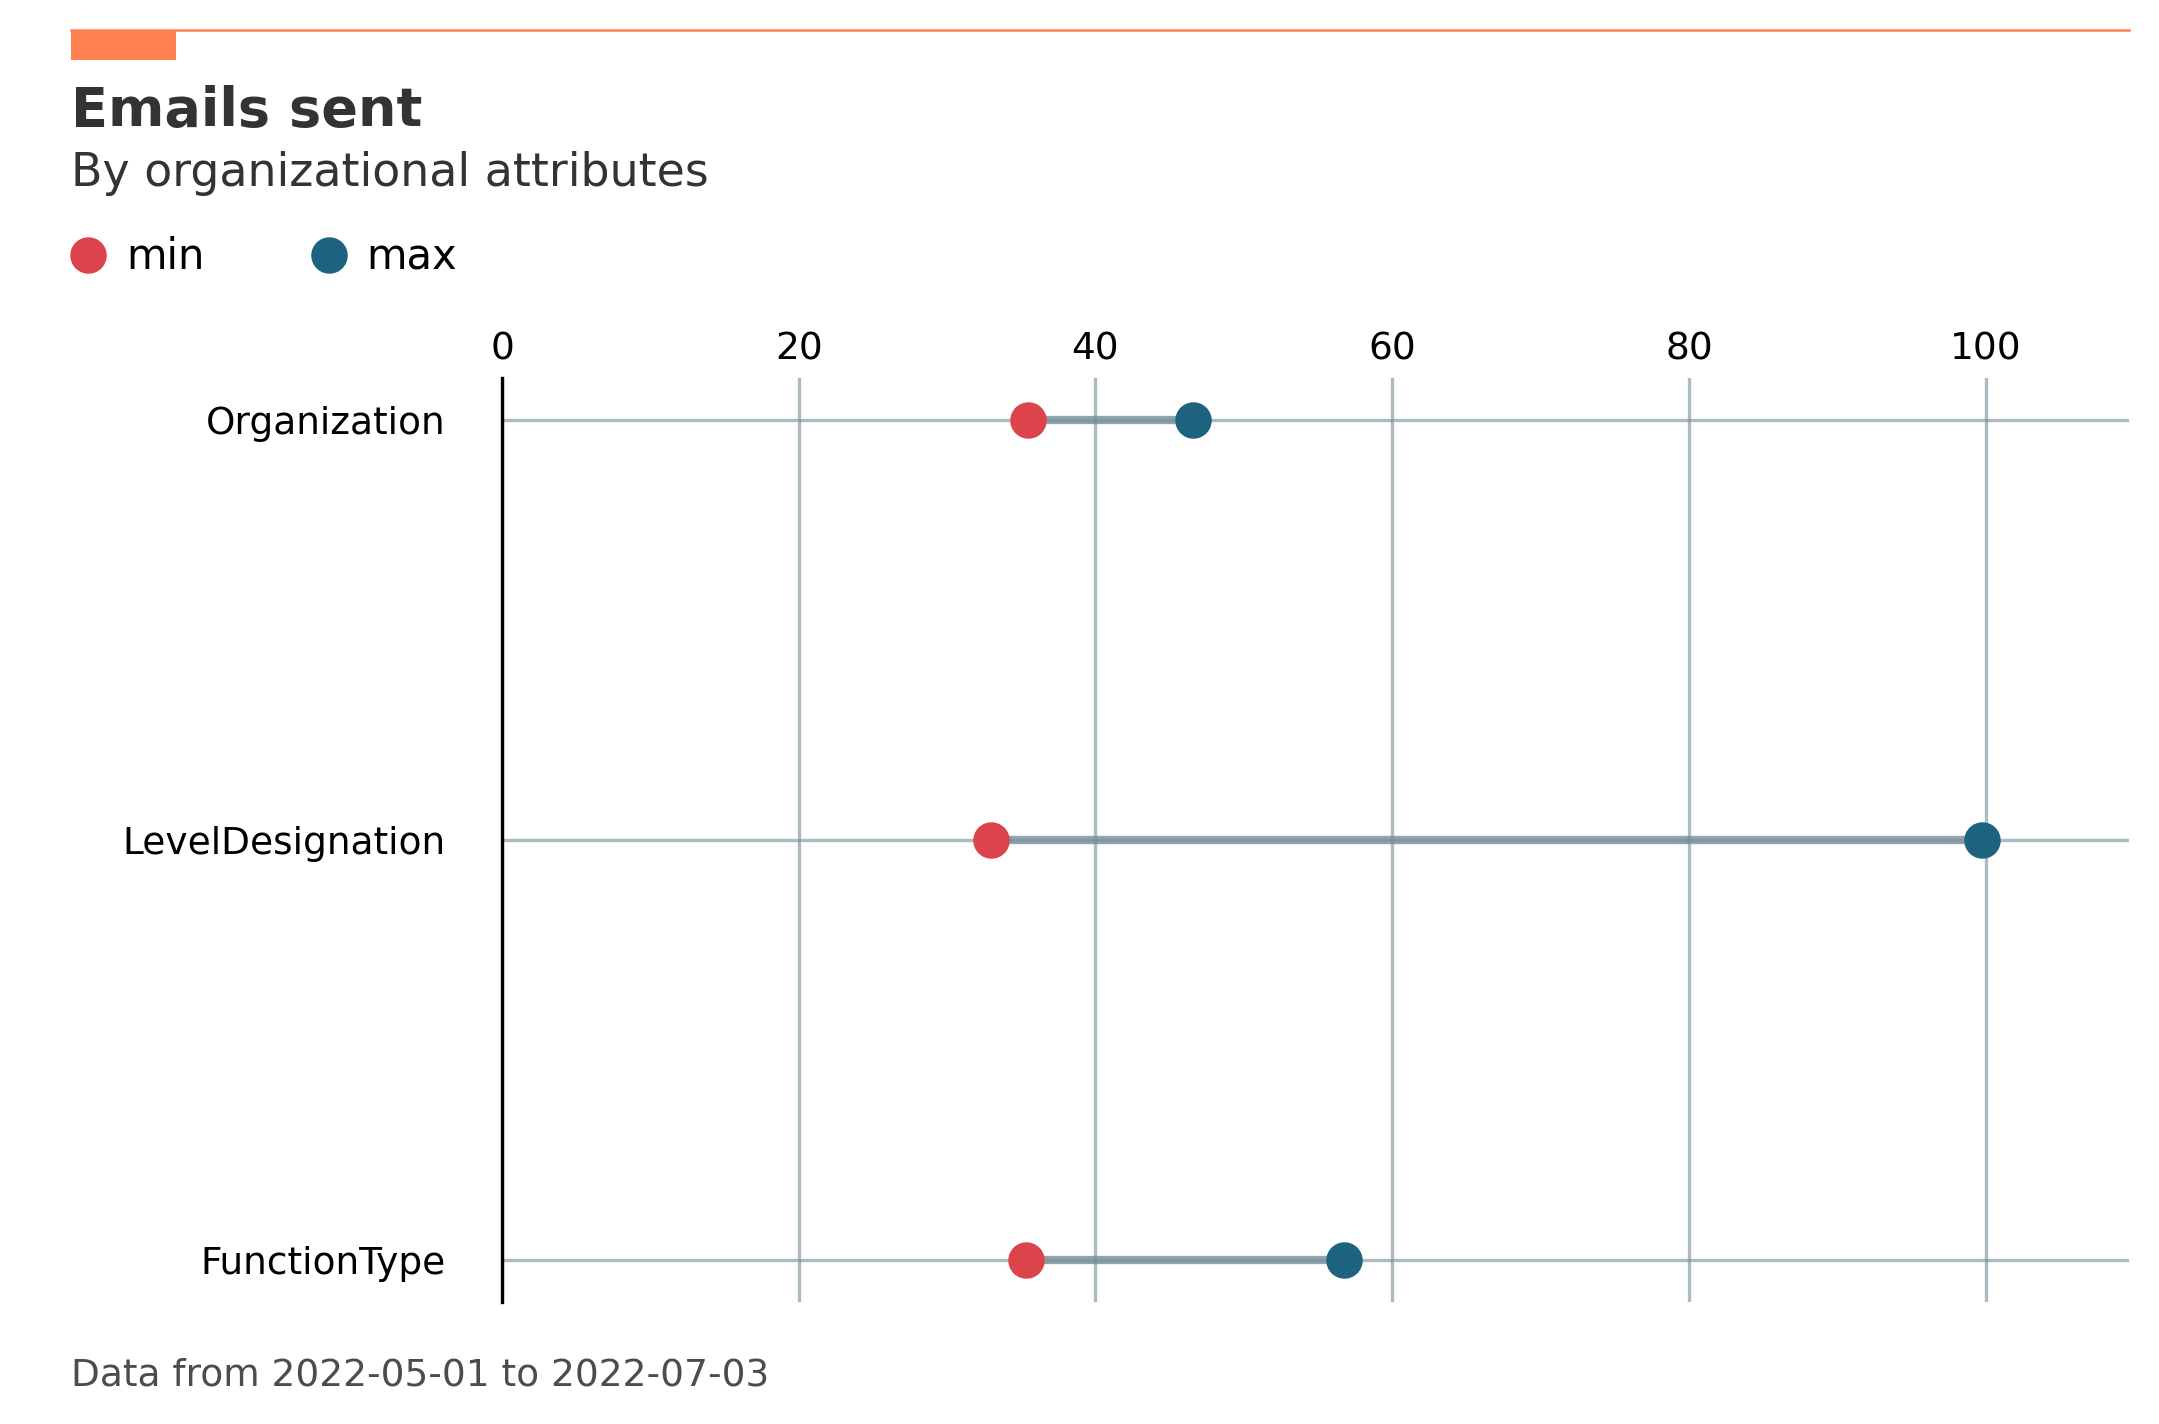 Emails sent
By organizational attributes
min max
0 20 40 60 80 100
Organization
LevelDesignation
FunctionType
Data from 2022-05-01 to 2022-07-03